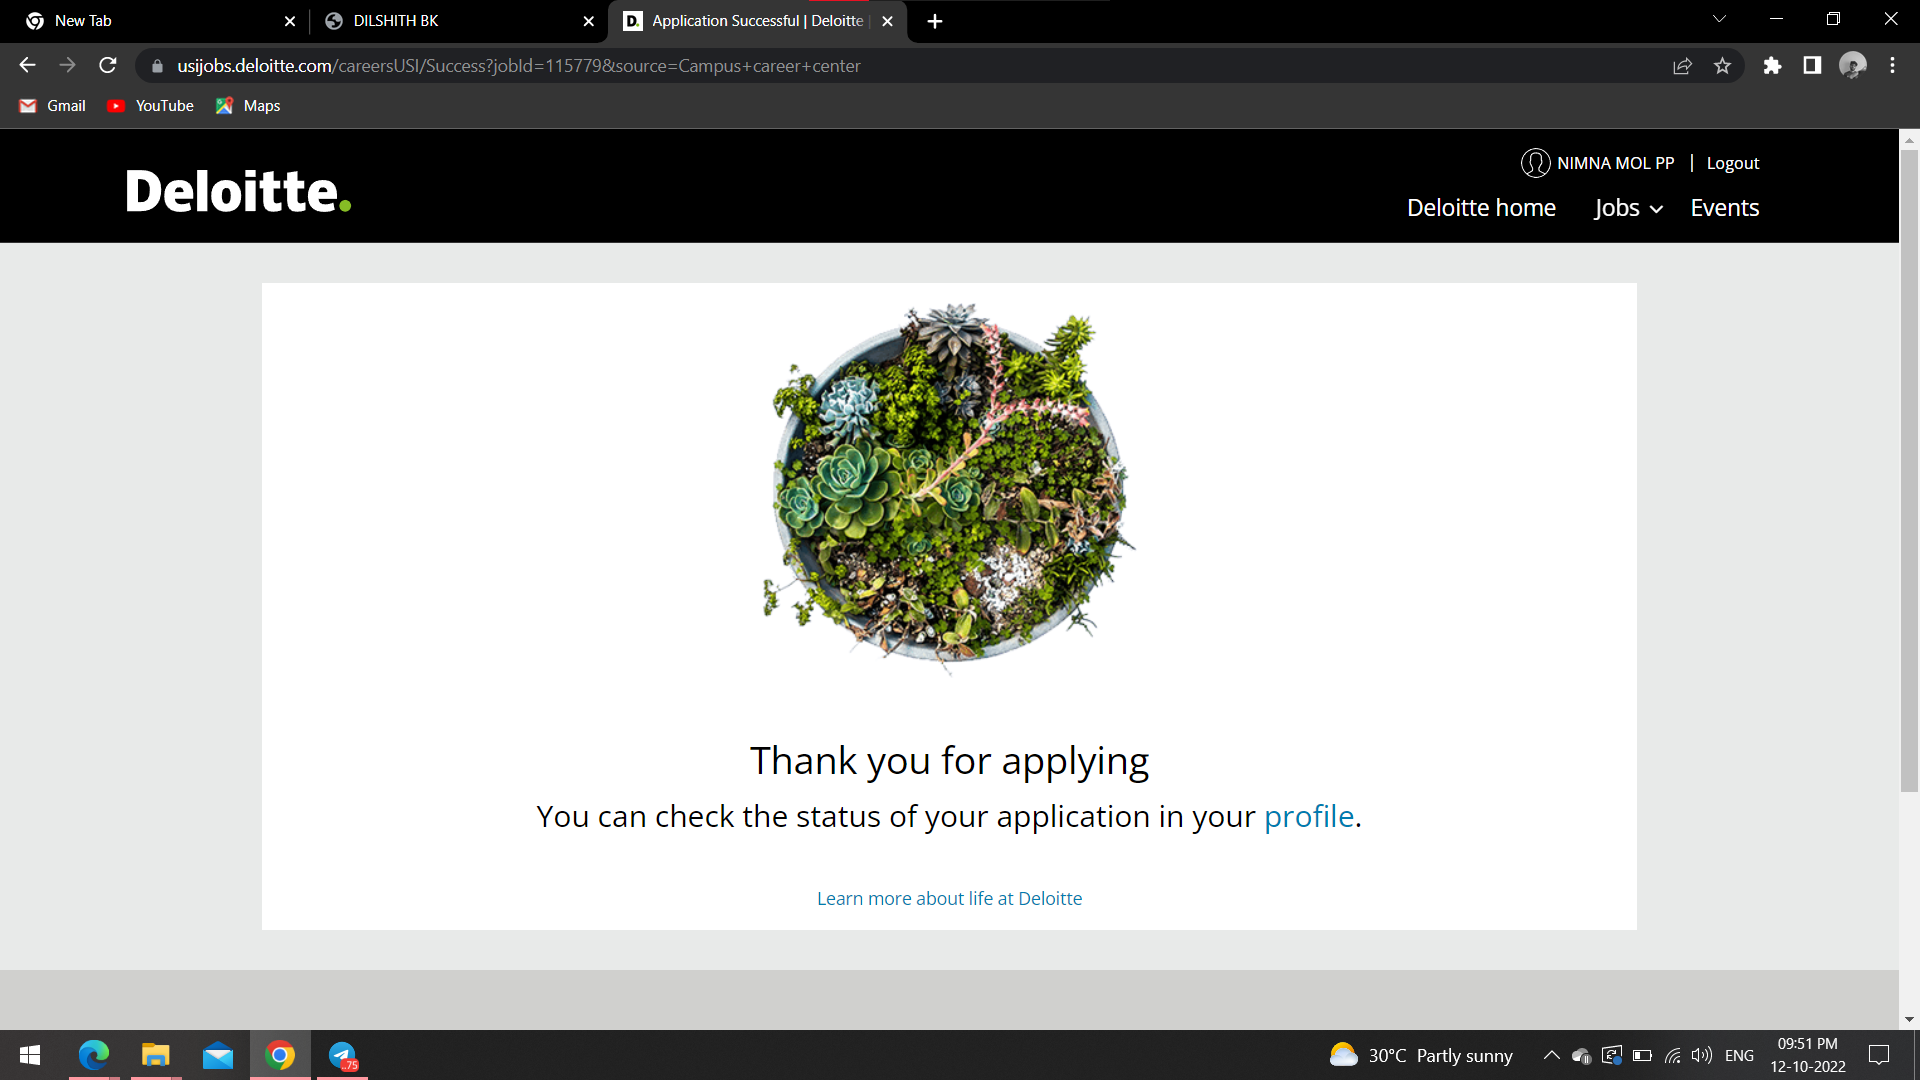 New Tab
DILSHITH BK
Application Successful | Deloitte |
usijobs.deloitte.com/careersUSI/Success?jobId=115779&source=Campus+career+center
Gmail
YouTube
Maps
Deloitte.
NIMNA MOL PP | Logout
Deloitte home
Jobs
Events
Thank you for applying
You can check the status of your application in your profile.
Learn more about life at Deloitte
..75
30°C Partly sunny
ENG
09:51 PM
12-10-2022